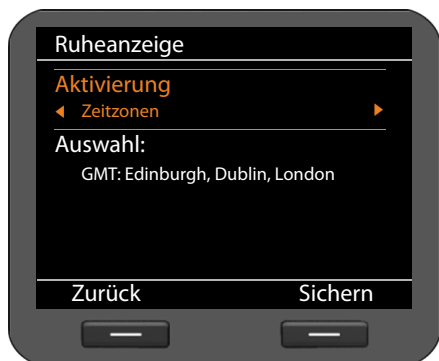 Ruheanzeige
Aktivierung
Zeitzonen
Auswahl:
GMT: Edinburgh, Dublin, London
Zurück Sichern